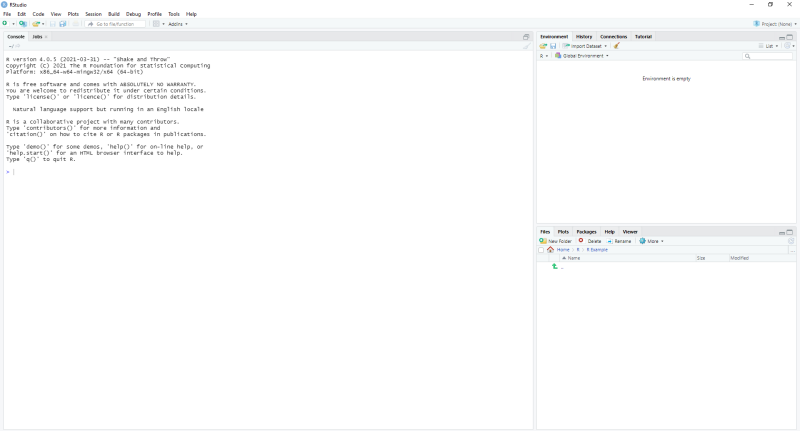 RStudio
File Edit Code View Plots Session Build Debug Profile Tools Help
Go to file/function Addins
Project: (None)
Console Jobs
~/
R version 4.0.5 (2021-03-31) -- "Shake and Throw"
Copyright (C) 2021 The R Foundation for Statistical Computing
Platform: x86_64-w64-mingw32/x64 (64-bit)
R is free software and comes with ABSOLUTELY NO WARRANTY.
You are welcome to redistribute it under certain conditions.
Type 'license()' or 'licence()' for distribution details.
Natural language support but running in an English locale
R is a collaborative project with many contributors.
Type 'contributors()' for more information and
'citation()' on how to cite R or R packages in publications.
Type 'demo()' for some demos, 'help()' for on-line help, or
'help.start()' for an HTML browser interface to help.
Type 'q()' to quit R.
>
Environment History Connections Tutorial
Import Dataset List
R Global Environment
Environment is empty
Files Plots Packages Help Viewer
New Folder Delete Rename More
Home R R Example
Name Size Modified
..